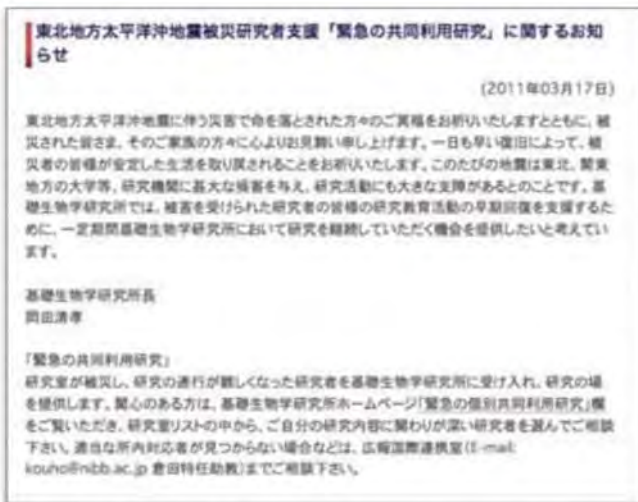 東北地方太平洋沖地震被災研究者支援「緊急の共同利用研究」に関するお知
らせ
(2011年03月17日)
東北地方太平洋沖地震に伴う災害で命を落とされた方々のご冥福をお祈りいたしますとともに、被
災された皆さま、そのご家族の方々に心よりお見舞い申し上げます。一日も早い復旧によって、被
災者の皆様が安定した生活を取り戻されることをお祈りいたします。このたびの地震は東北、関東
地方の大学等、研究機関に甚大な損害を与え、研究活動にも大きな支障があるとのことです。基
礎生物学研究所では、被害を受けられた研究者の皆様の研究教育活動の早期回復を支援するた
めに、一定期間基礎生物学研究所において研究を継続していただく機会を提供したいと考えてい
ます。
基礎生物学研究所長
岡田清孝
「緊急の共同利用研究」
研究室が被災し、研究の遂行が難しくなった研究者を基礎生物学研究所に受け入れ、研究の場
を提供します。関心のある方は、基礎生物学研究所ホームページ「緊急の個別共同利用研究」欄
をご覧いただき、研究室リストの中から、ご自分の研究内容に関わりが深い研究者を選んでご相談
下さい。適当な所内対応者が見つからない場合などは、広報国際連携室(E-mail:
kouho@nibb.ac.jp 倉田特任助教)までご相談下さい。